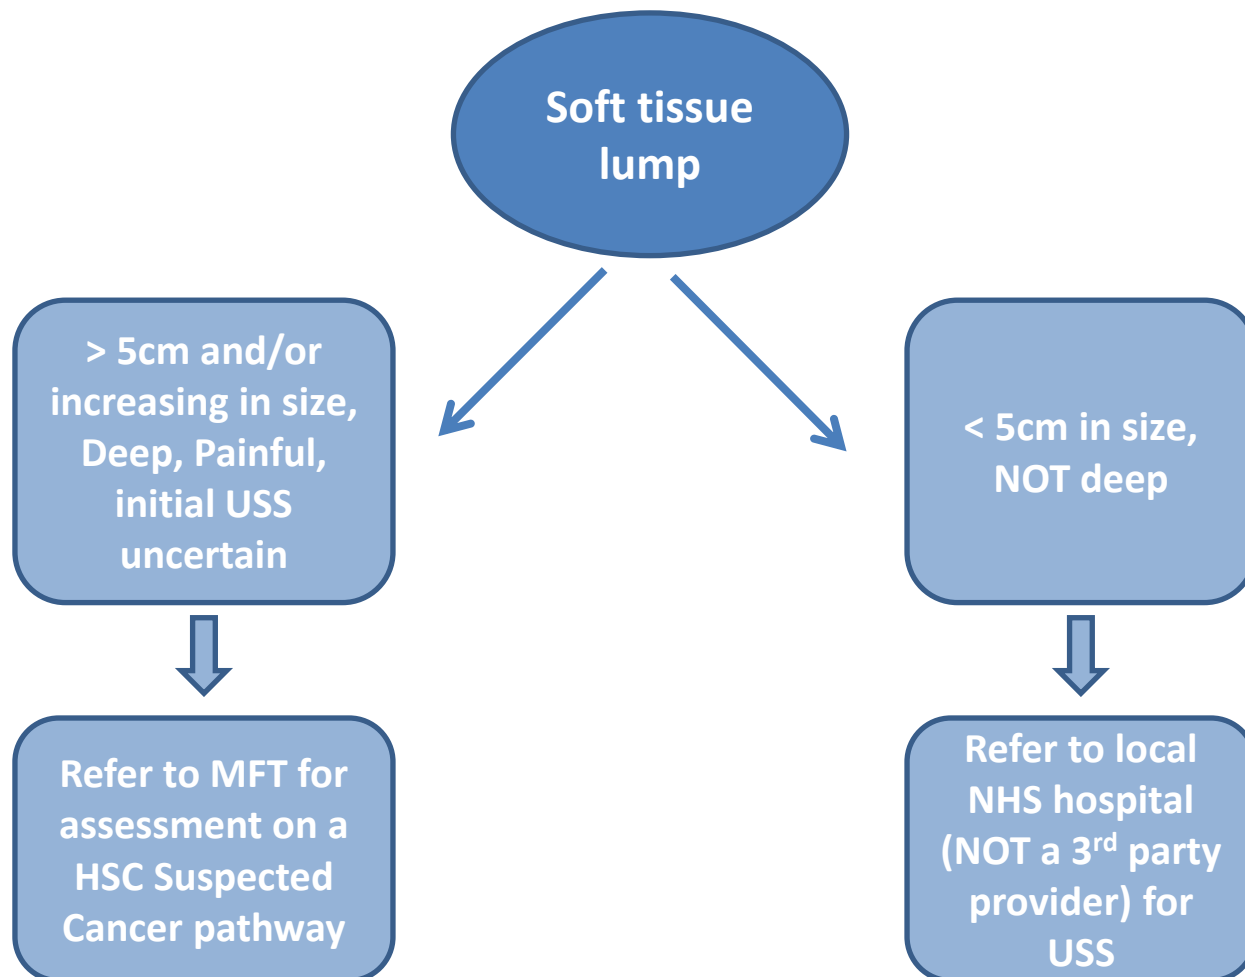 Soft tissue
lump
> 5cm and/or
increasing in size,
Deep, Painful,
initial USS
uncertain
< 5cm in size,
NOT deep
Refer to MFT for
assessment on a
HSC Suspected
Cancer pathway
Refer to local
NHS hospital
(NOT a 3rd party
provider) for
USS